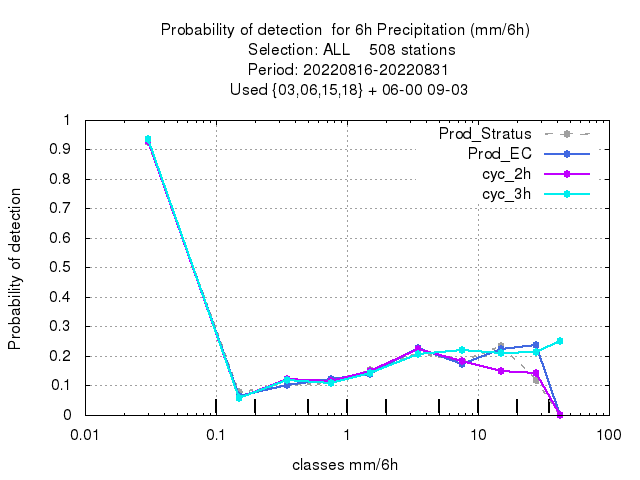 Probability of detection  for 6h Precipitation (mm/6h)
Selection: ALL    508 stations
Period: 20220816-20220831
Used {03,06,15,18} + 06-00 09-03
Probability of detection
1
0.9
0.8
0.7
0.6
0.5
0.4
0.3
0.2
0.1
0
Prod_Stratus
Prod_EC
cyc_2h
cyc_3h
0.01 0.1 1 10 100
classes mm/6h